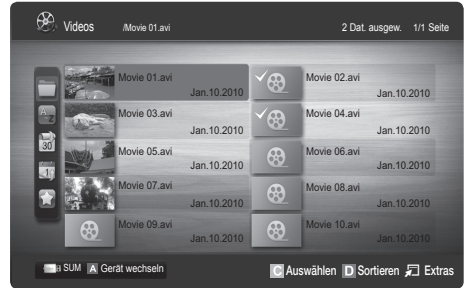 Videos /Movie 01.avi 2 Dat. ausgew. 1/1 Seite
Movie 01.avi Movie 02.avi
Jan.10.2010 Jan.10.2010
Movie 03.avi Movie 04.avi
Jan.10.2010 Jan.10.2010
Movie 05.avi Movie 06.avi
Jan.10.2010 Jan.10.2010
Movie 07.avi Movie 08.avi
Jan.10.2010 Jan.10.2010
Movie 09.avi Movie 10.avi
Jan.10.2010 Jan.10.2010
a SUM A Gerät wechseln C Auswählen D Sortieren Extras